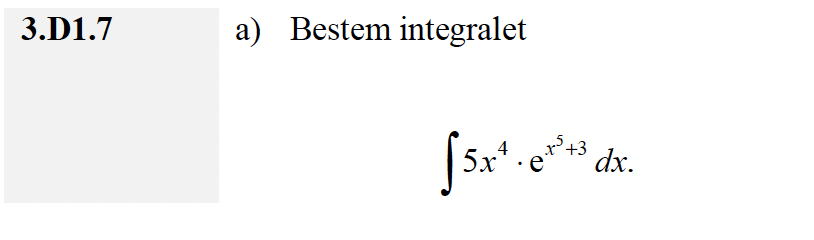 3.D1.7 a) Bestem integralet
∫ 5x⁴ · e^(x⁵+3) dx.